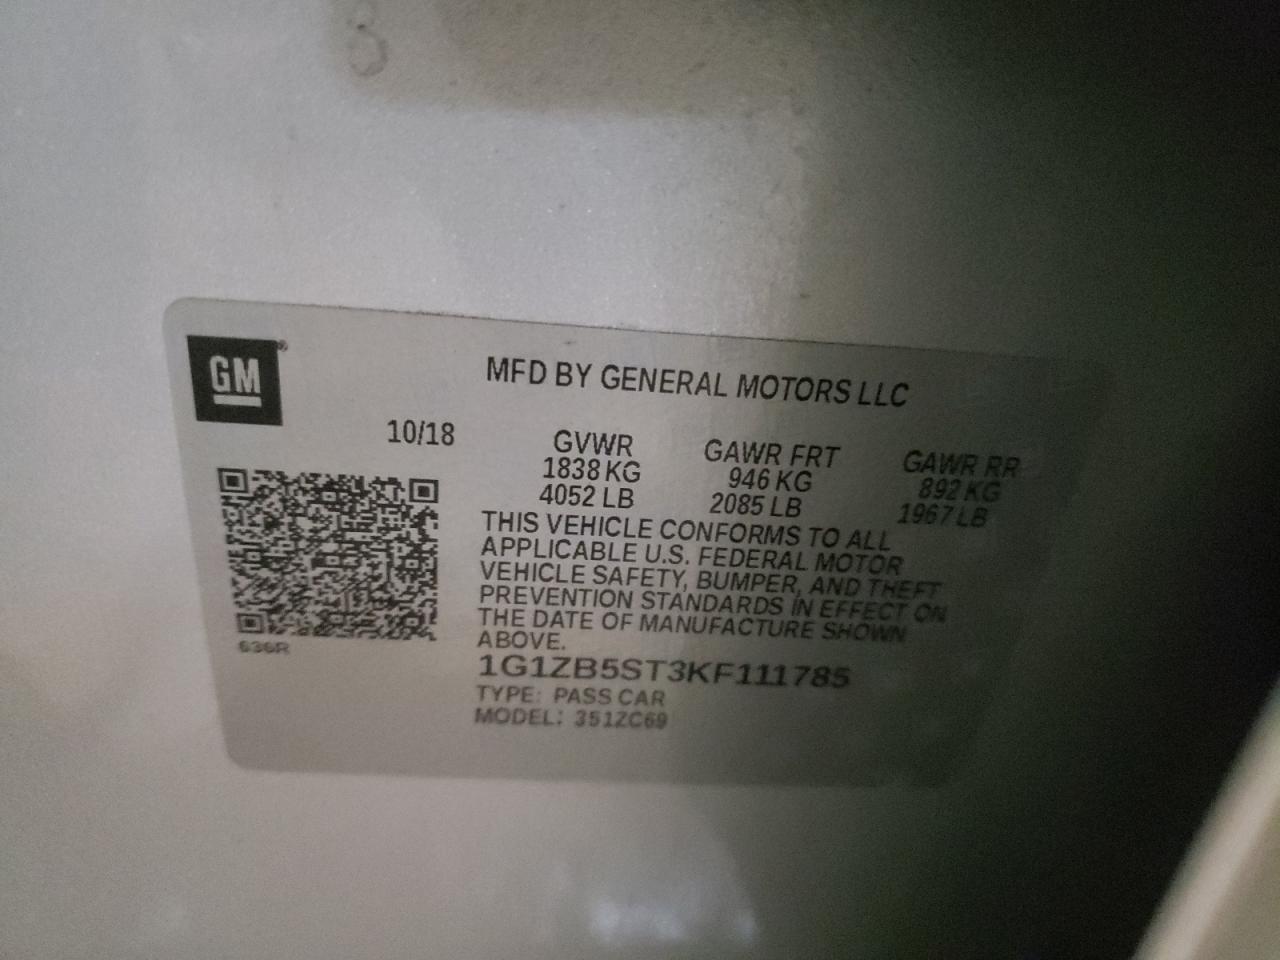 GM
MFD BY GENERAL MOTORS LLC
10/18
GVWR GAWR FRT GAWR RR
1838 KG 946 KG 892 KG
4052 LB 2085 LB 1967 LB
THIS VEHICLE CONFORMS TO ALL
APPLICABLE U.S. FEDERAL MOTOR
VEHICLE SAFETY, BUMPER, AND THEFT
PREVENTION STANDARDS IN EFFECT ON
THE DATE OF MANUFACTURE SHOWN
ABOVE.
636R
1G1ZB5ST3KF111785
TYPE: PASS CAR
MODEL: 351ZC69